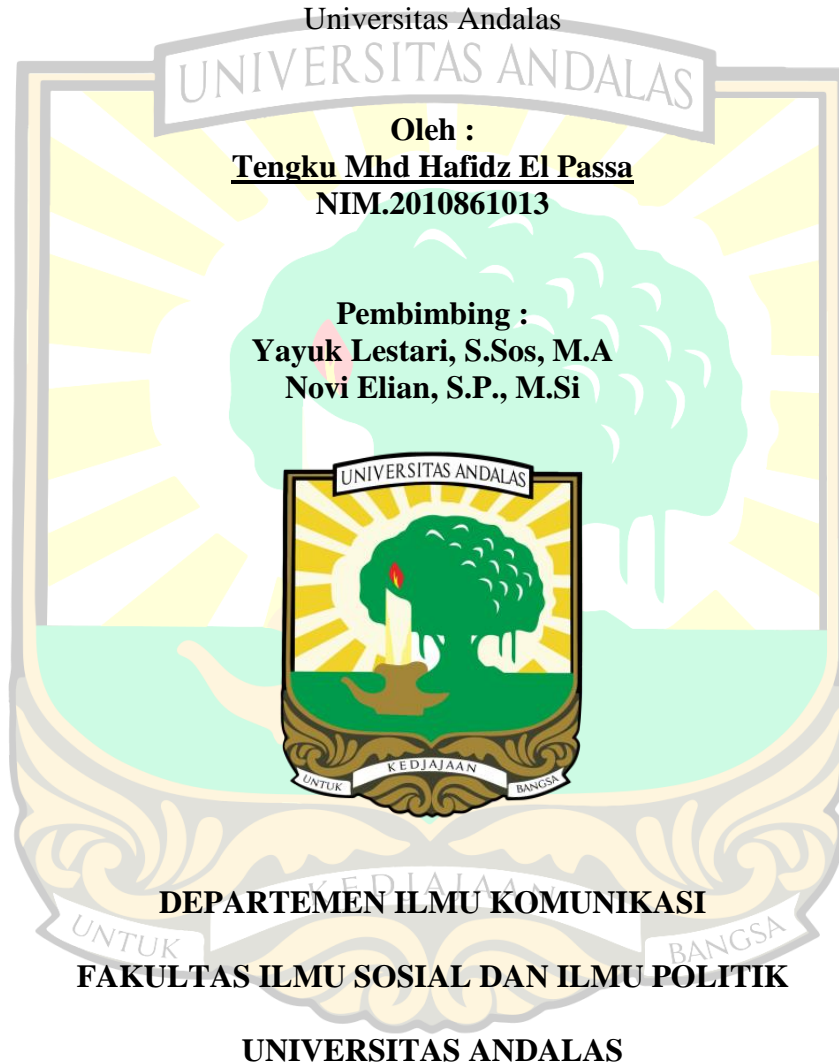 Universitas Andalas
UNIVERSITAS ANDALAS
Oleh :
Tengku Mhd Hafidz El Passa
NIM.2010861013
Pembimbing :
Yayuk Lestari, S.Sos, M.A
Novi Elian, S.P., M.Si
UNIVERSITAS ANDALAS
UNTUK KEDJAJAAN BANGSA
DEPARTEMEN ILMU KOMUNIKASI
UNTUK KEDJAJAAN BANGSA
FAKULTAS ILMU SOSIAL DAN ILMU POLITIK
UNIVERSITAS ANDALAS